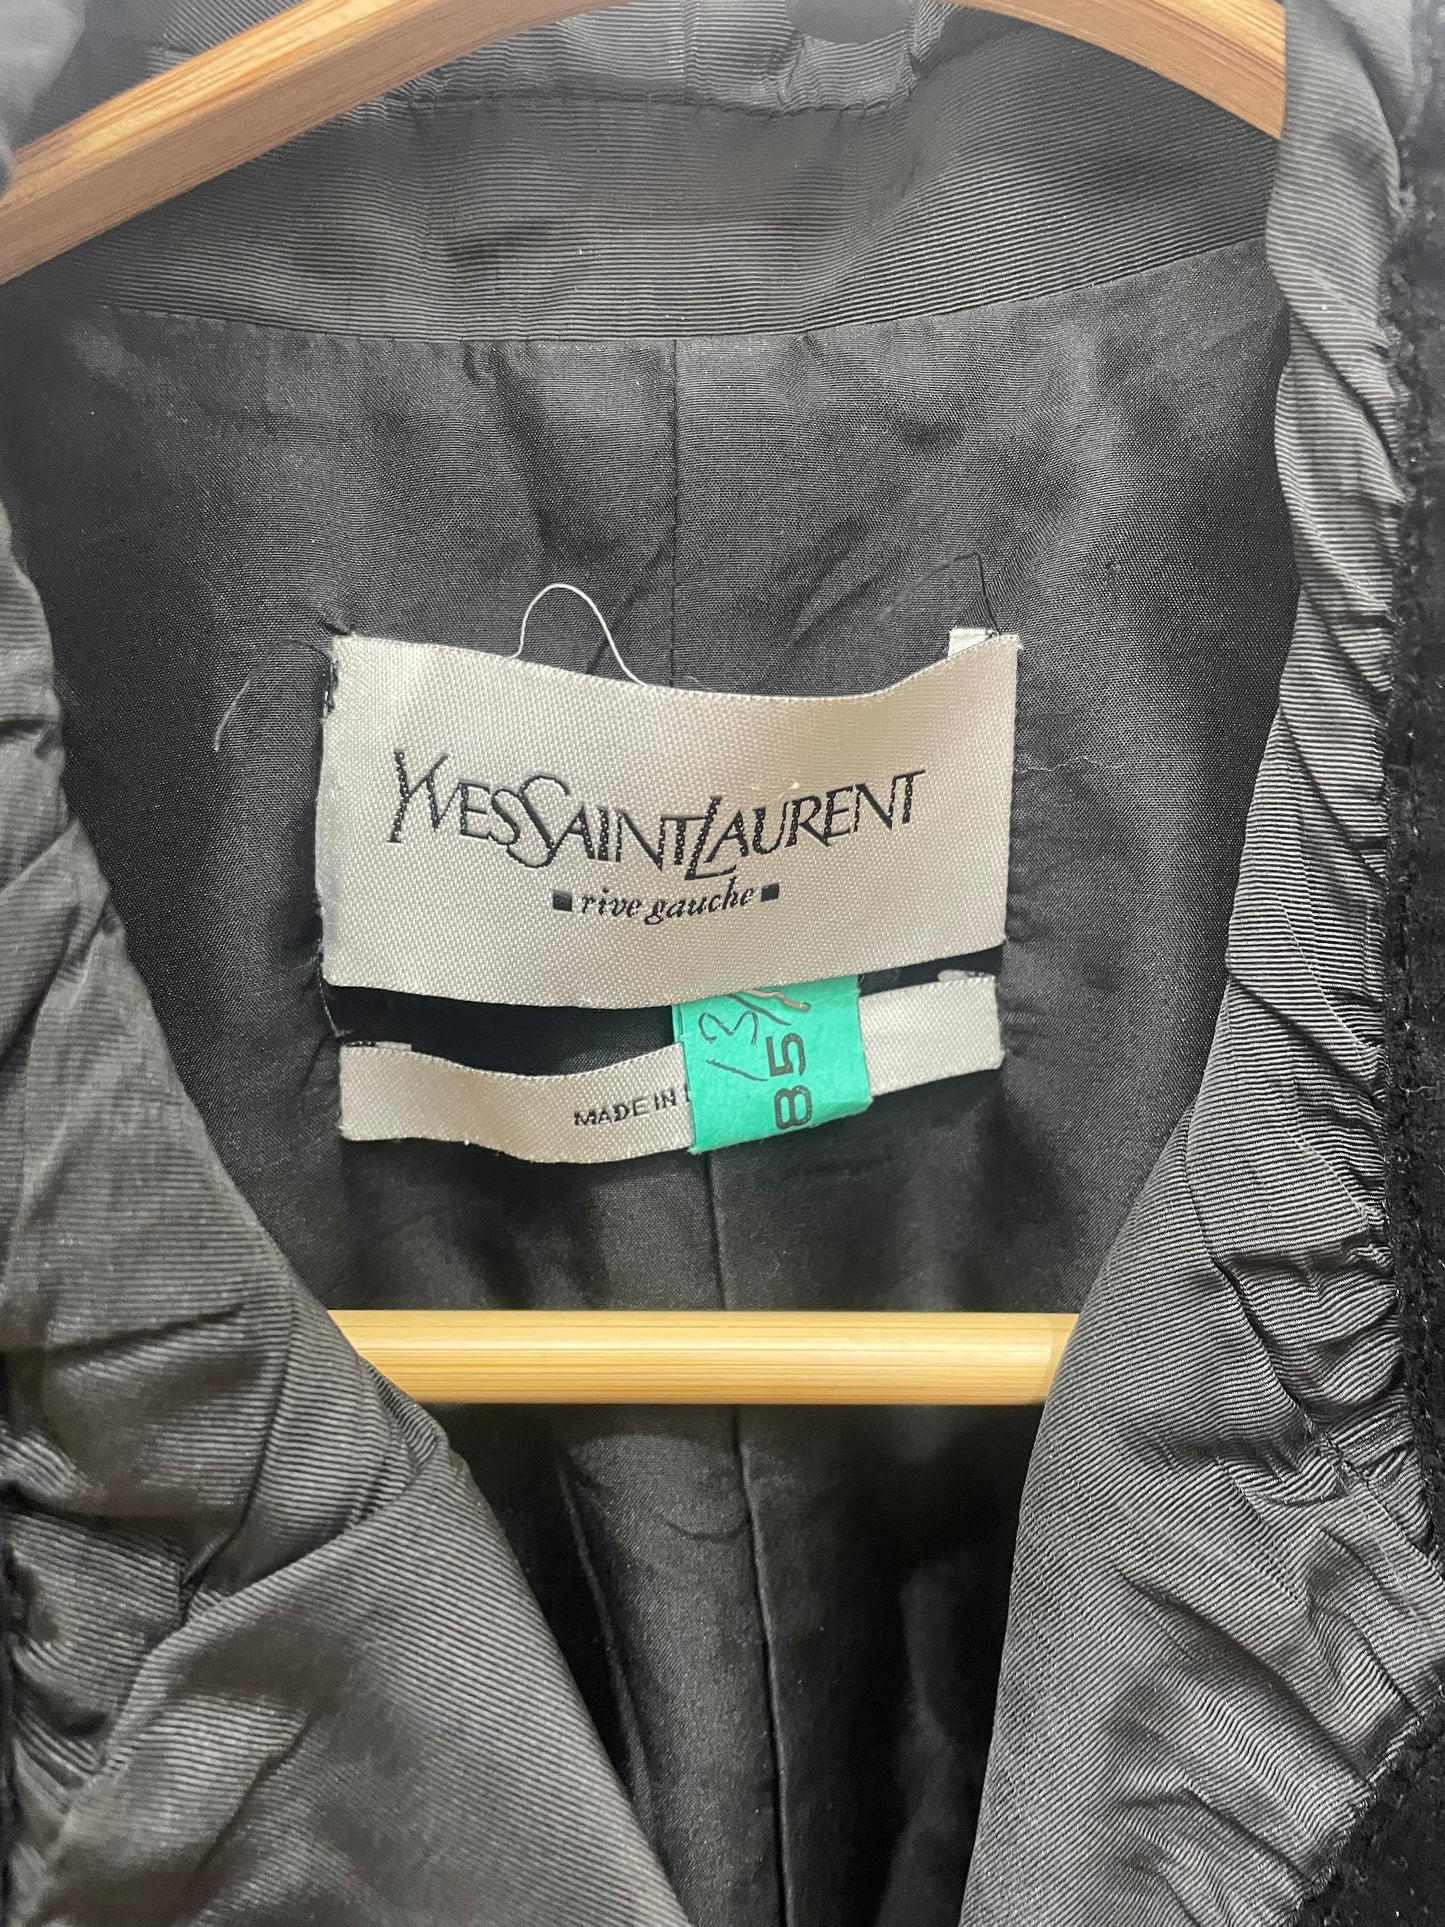 YVESSAINTLAURENT
rive gauche
MADE IN
85